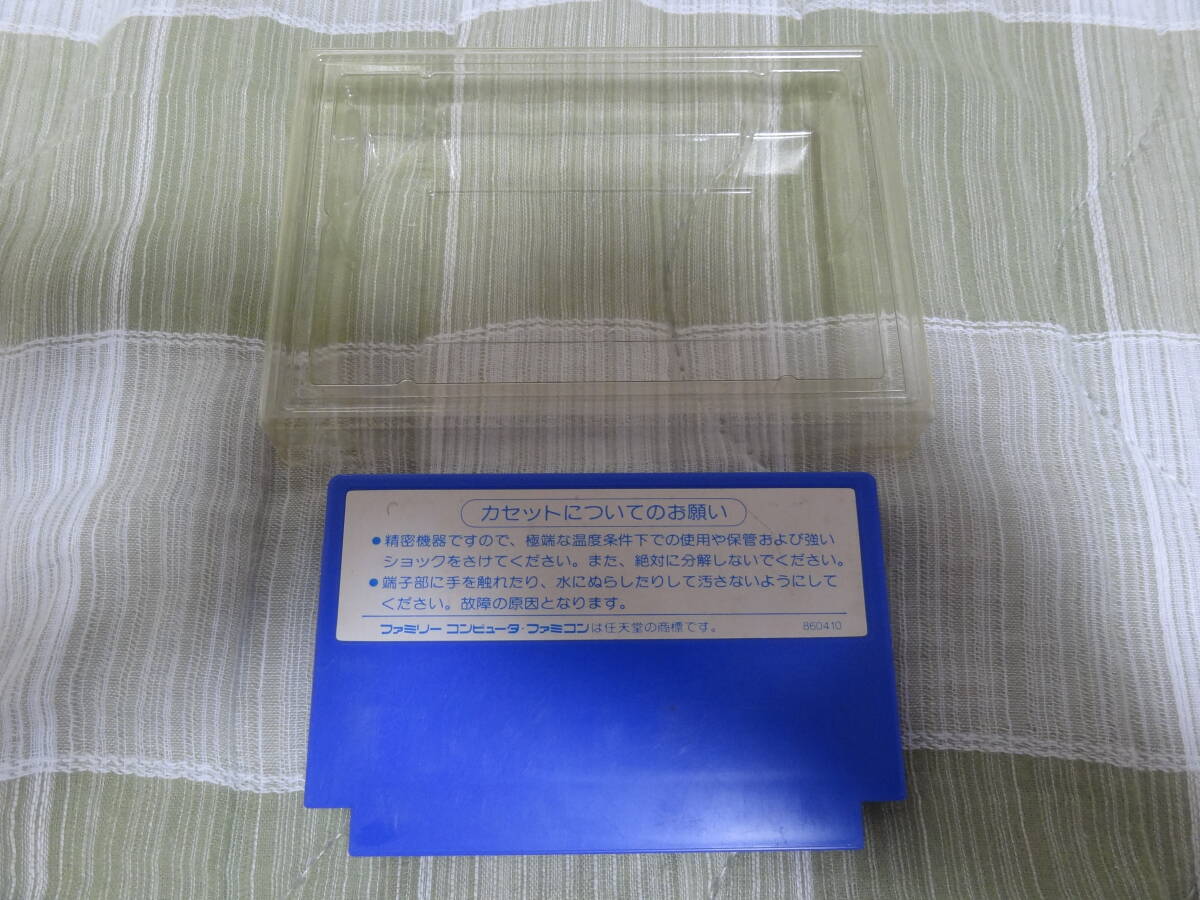 カセットについてのお願い
●精密機器ですので、極端な温度条件下での使用や保管および強い
ショックをさけてください。また、絶対に分解しないでください。
●端子部に手を触れたり、水にぬらしたりして汚さないようにして
ください。故障の原因となります。
ファミリーコンピュータ・ファミコンは任天堂の商標です。 860410